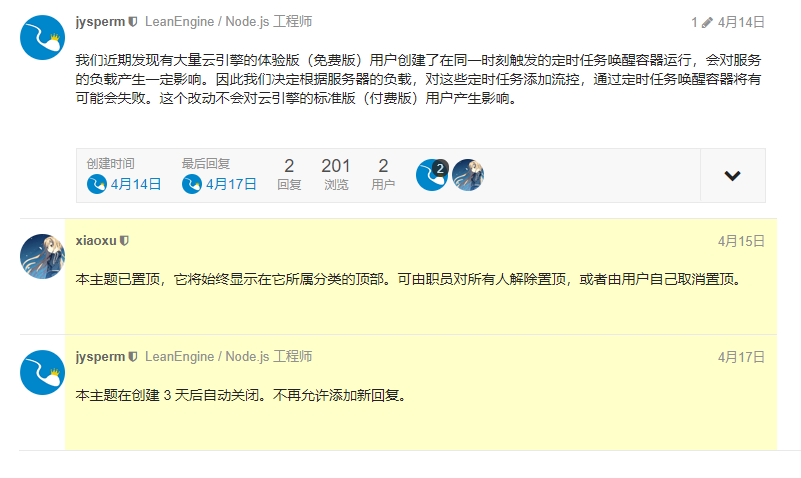 jysperm LeanEngine / Node.js 工程师 1 4月14日
我们近期发现有大量云引擎的体验版（免费版）用户创建了在同一时刻触发的定时任务唤醒容器运行，会对服务
的负载产生一定影响。因此我们决定根据服务器的负载，对这些定时任务添加流控，通过定时任务唤醒容器将有
可能会失败。这个改动不会对云引擎的标准版（付费版）用户产生影响。
创建时间 最后回复 2 201 2 2
4月14日 4月17日 回复 浏览 用户
xiaoxu 4月15日
本主题已置顶，它将始终显示在它所属分类的顶部。可由职员对所有人解除置顶，或者由用户自己取消置顶。
jysperm LeanEngine / Node.js 工程师 4月17日
本主题在创建 3 天后自动关闭。不再允许添加新回复。